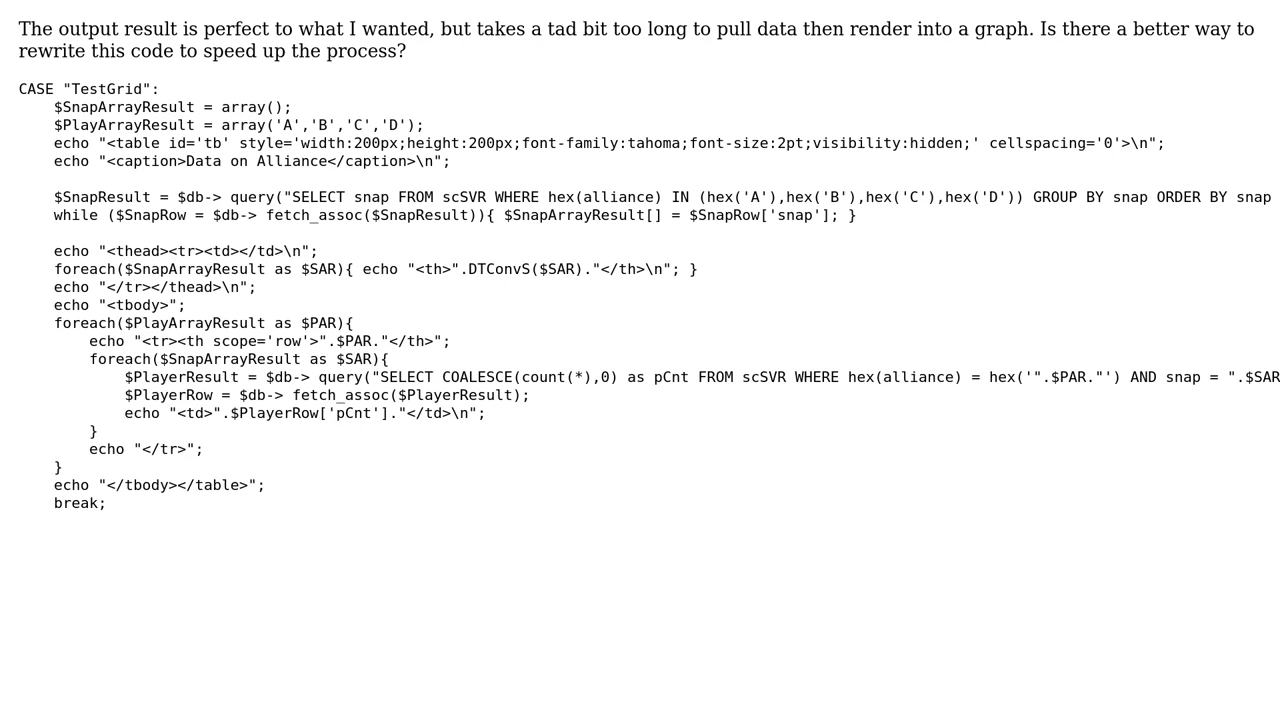 The output result is perfect to what I wanted, but takes a tad bit too long to pull data then render into a graph. Is there a better way to
rewrite this code to speed up the process?
CASE "TestGrid":
    $SnapArrayResult = array();
    $PlayArrayResult = array('A','B','C','D');
    echo "<table id='tb' style='width:200px;height:200px;font-family:tahoma;font-size:2pt;visibility:hidden;' cellspacing='0'>\n";
    echo "<caption>Data on Alliance</caption>\n";
    $SnapResult = $db-> query("SELECT snap FROM scSVR WHERE hex(alliance) IN (hex('A'),hex('B'),hex('C'),hex('D')) GROUP BY snap ORDER BY snap
    while ($SnapRow = $db-> fetch_assoc($SnapResult)){ $SnapArrayResult[] = $SnapRow['snap']; }
    echo "<thead><tr><td></td>\n";
    foreach($SnapArrayResult as $SAR){ echo "<th>".DTConvS($SAR)."</th>\n"; }
    echo "</tr></thead>\n";
    echo "<tbody>";
    foreach($PlayArrayResult as $PAR){
        echo "<tr><th scope='row'>".$PAR."</th>";
        foreach($SnapArrayResult as $SAR){
            $PlayerResult = $db-> query("SELECT COALESCE(count(*),0) as pCnt FROM scSVR WHERE hex(alliance) = hex('".$PAR."') AND snap = ".$SAR
            $PlayerRow = $db-> fetch_assoc($PlayerResult);
            echo "<td>".$PlayerRow['pCnt']."</td>\n";
        }
        echo "</tr>";
    }
    echo "</tbody></table>";
    break;